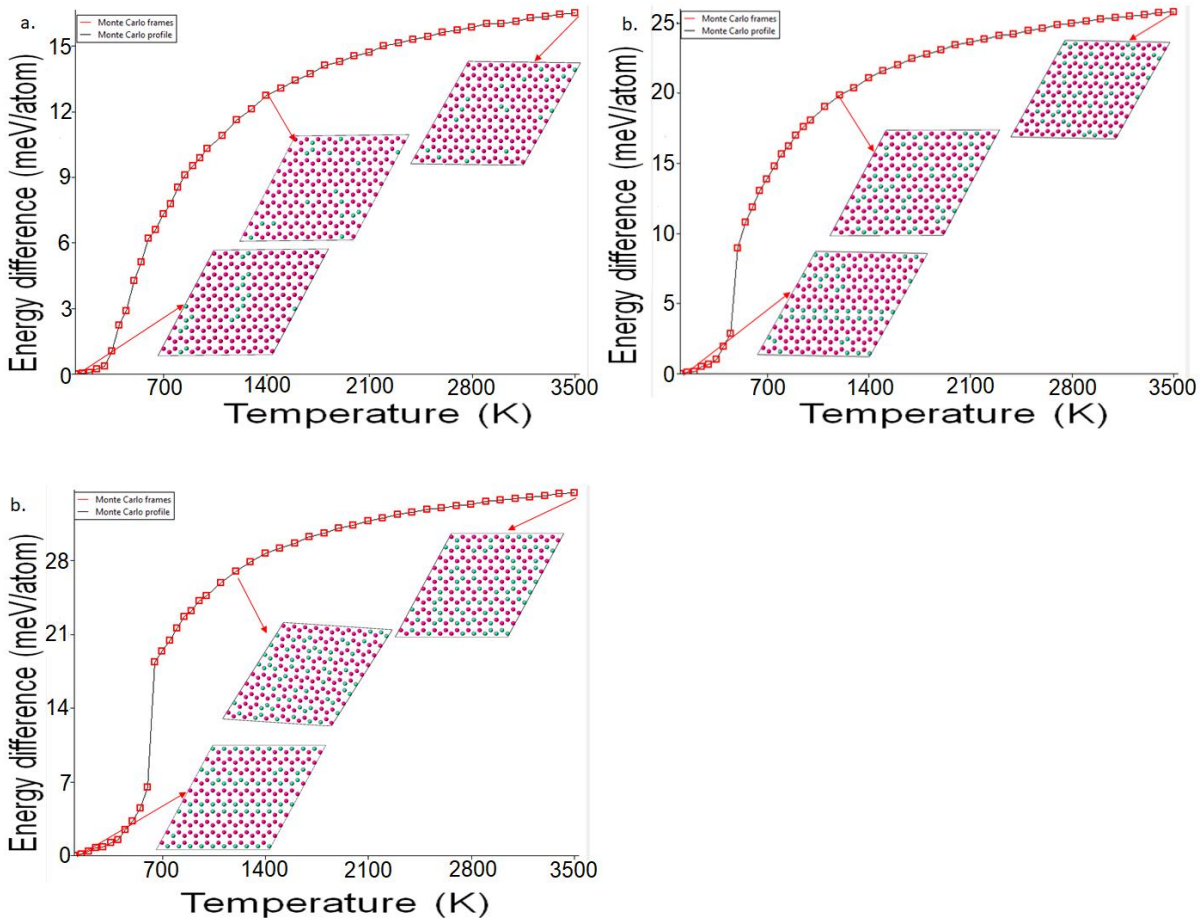 a.
Monte Carlo frames
Monte Carlo profile
Energy difference (meV/atom)
15
12
9
6
3
0
700 1400 2100 2800 3500
Temperature (K)
b.
Monte Carlo frames
Monte Carlo profile
Energy difference (meV/atom)
25
20
15
10
5
0
700 1400 2100 2800 3500
Temperature (K)
b.
Monte Carlo frames
Monte Carlo profile
Energy difference (meV/atom)
28
21
14
7
0
700 1400 2100 2800 3500
Temperature (K)